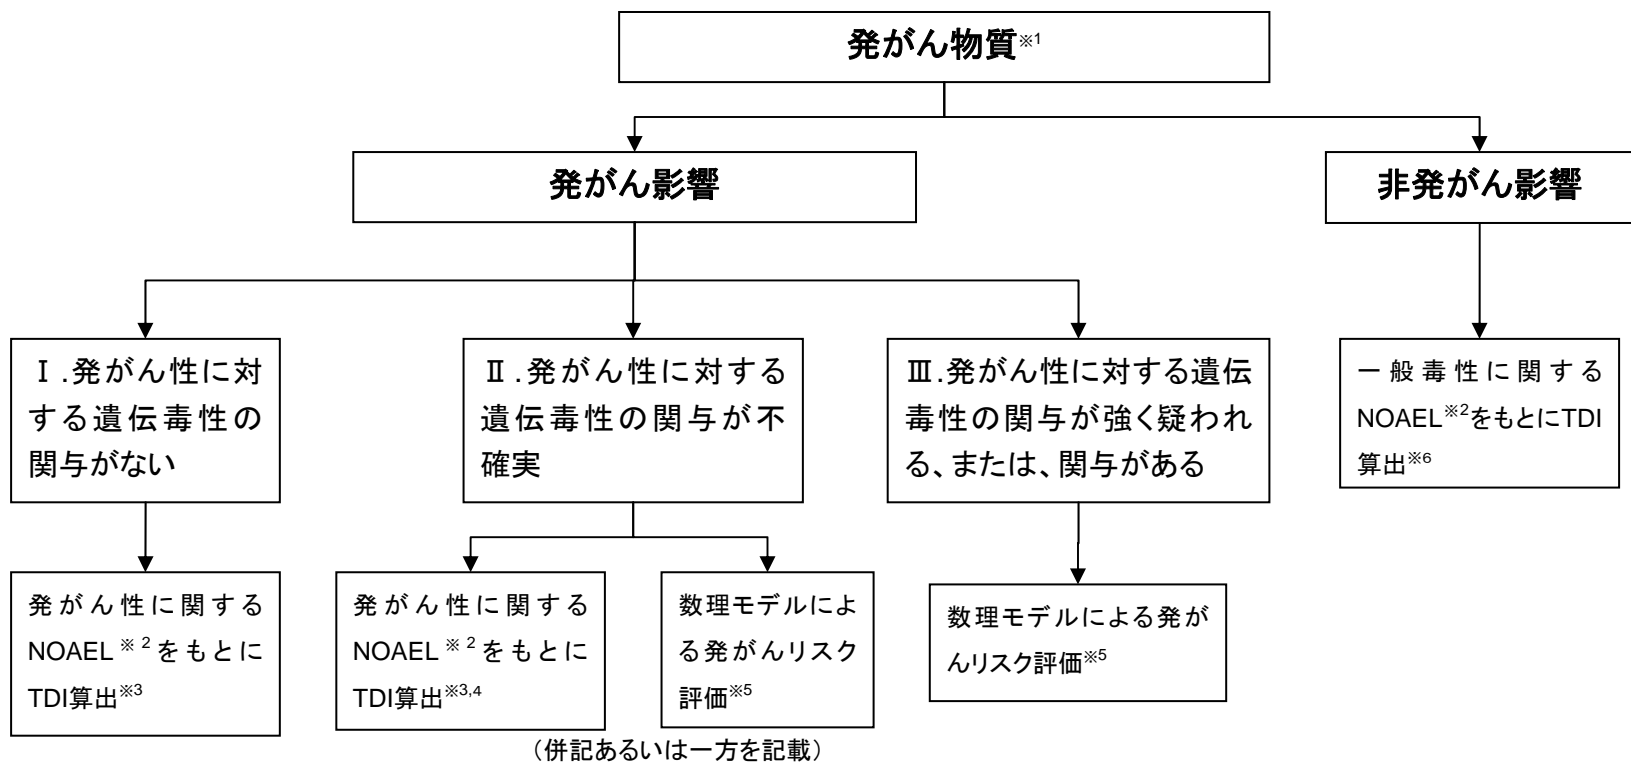 発がん物質※1
発がん影響
非発がん影響
Ⅰ.発がん性に対
する遺伝毒性の
関与がない
Ⅱ.発がん性に対する
遺伝毒性の関与が不
確実
Ⅲ.発がん性に対する遺伝
毒性の関与が強く疑われ
る、または、関与がある
一般毒性に関する
NOAEL※2をもとにTDI
算出※6
発がん性に関する
NOAEL※2をもとに
TDI算出※3
発がん性に関する
NOAEL※2をもとに
TDI算出※3,4
数理モデルによ
る発がんリスク
評価※5
数理モデルによる発が
んリスク評価※5
（併記あるいは一方を記載）